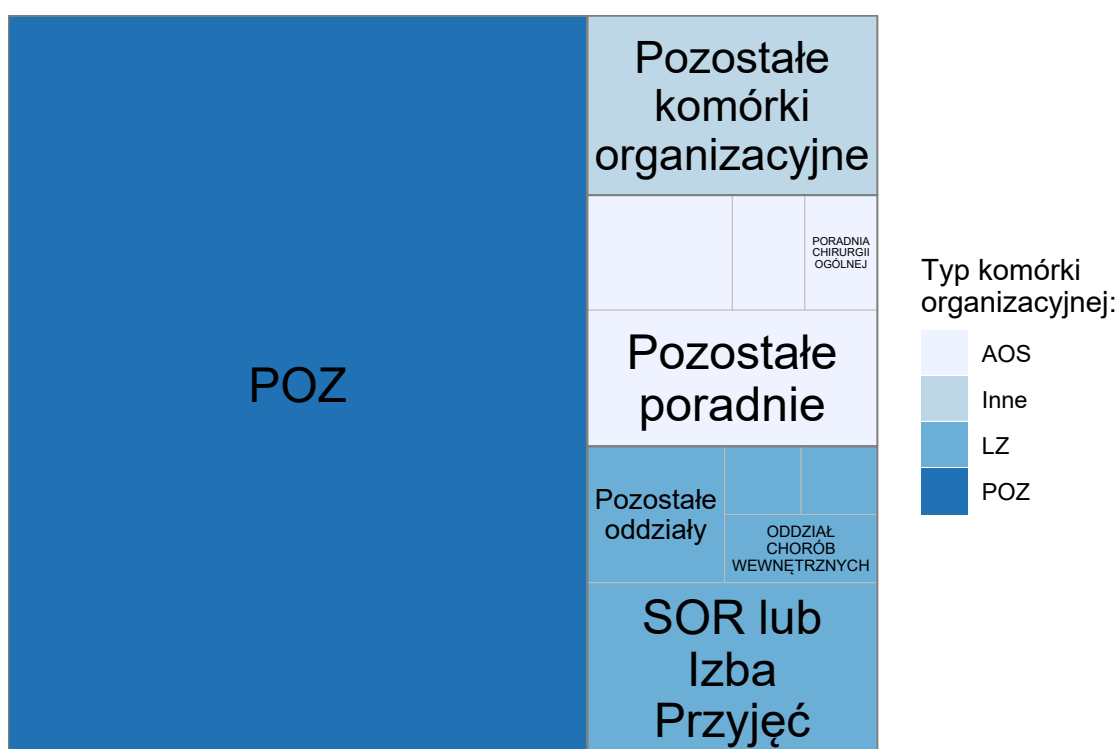 POZ
Pozostałe
komórki
organizacyjne
PORADNIA
CHIRURGII
OGÓLNEJ
Pozostałe
poradnie
Pozostałe
oddziały
ODDZIAŁ
CHORÓB
WEWNĘTRZNYCH
SOR lub
Izba
Przyjęć
Typ komórki
organizacyjnej:
AOS
Inne
LZ
POZ